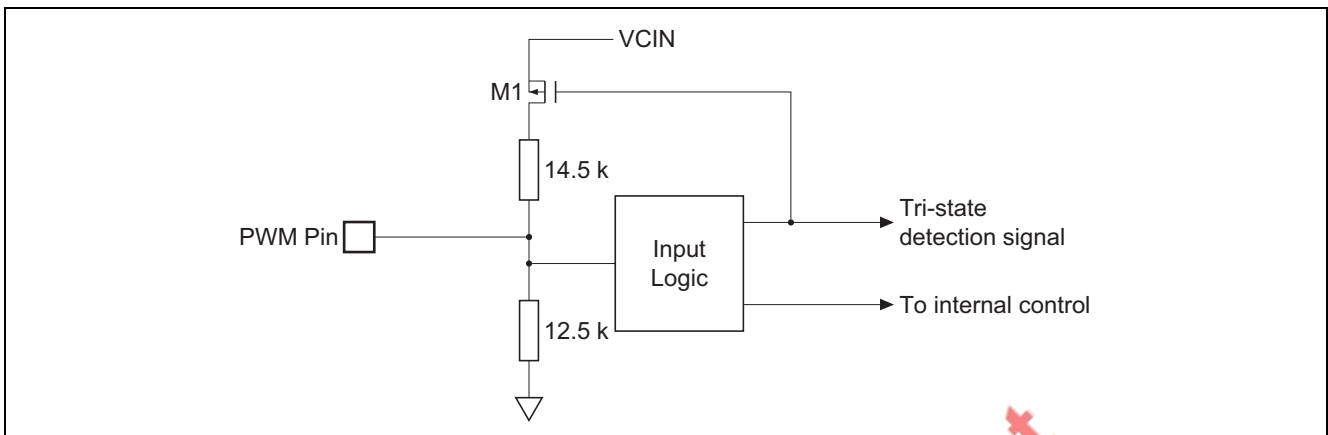 VCIN
M1
14.5 k
PWM Pin
Input
Logic
Tri-state
detection signal
12.5 k
To internal control